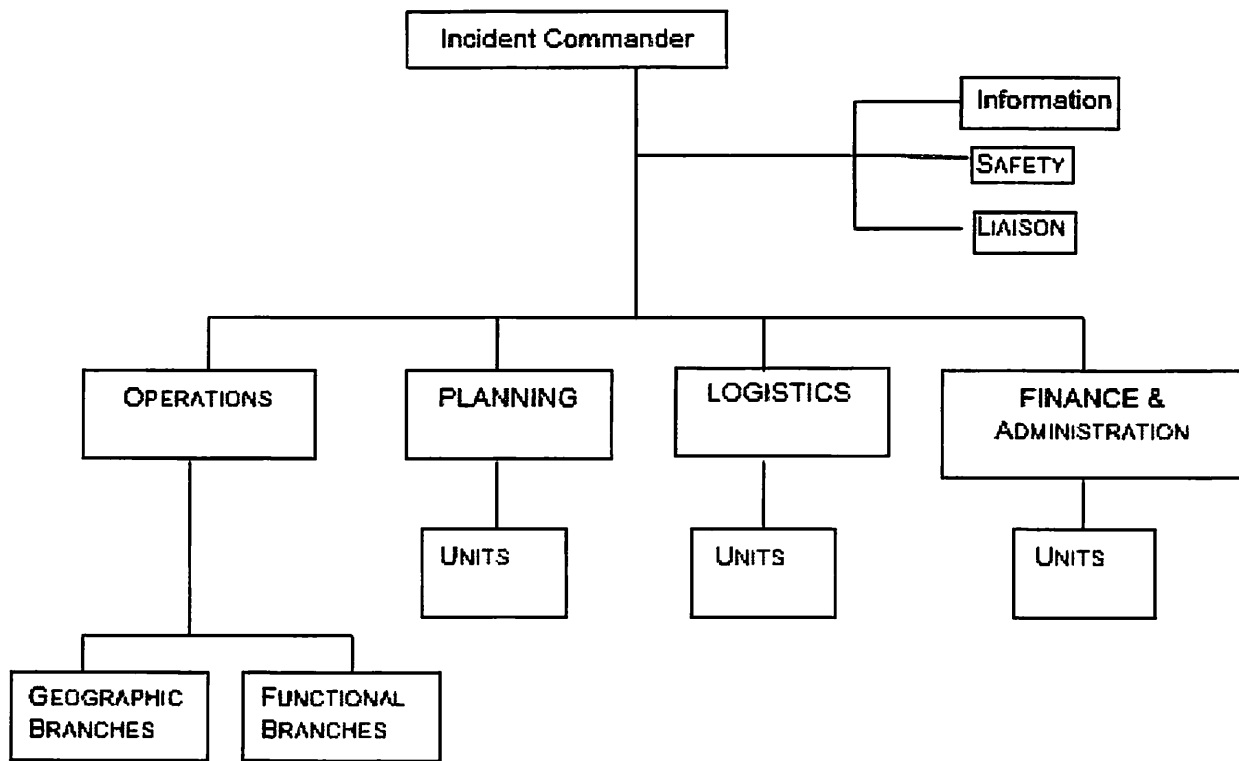 Incident Commander
Information
SAFETY
LIAISON
OPERATIONS
PLANNING
LOGISTICS
FINANCE &
ADMINISTRATION
UNITS
UNITS
UNITS
GEOGRAPHIC
BRANCHES
FUNCTIONAL
BRANCHES